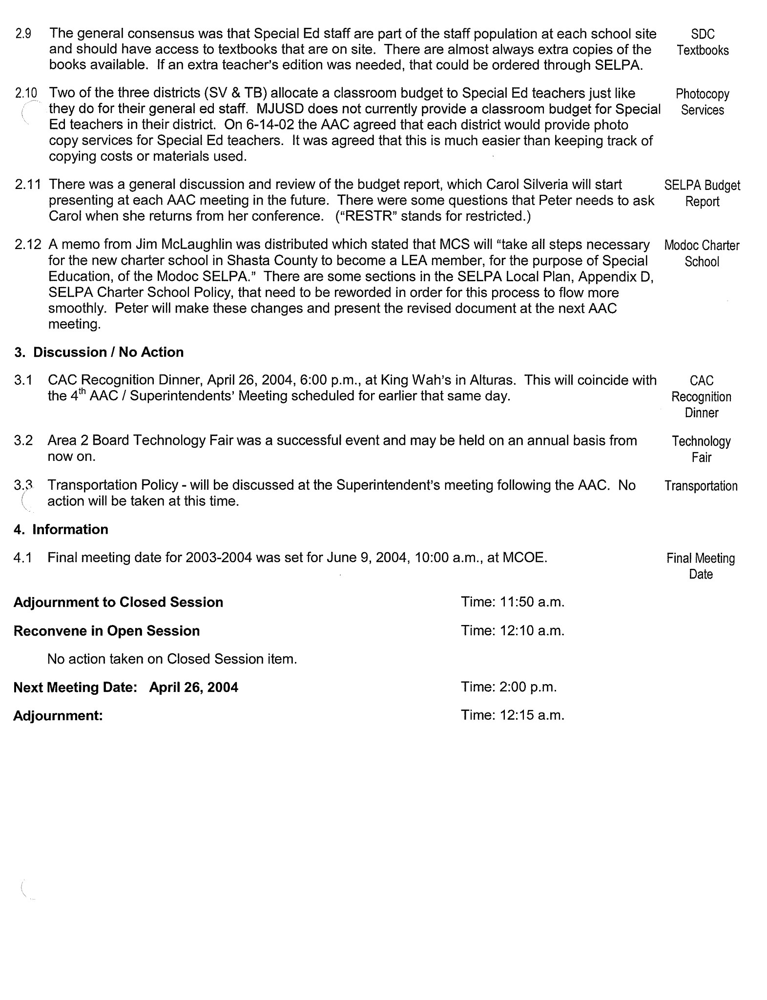 2.9 The general consensus was that Special Ed staff are part of the staff population at each school site SDC
and should have access to textbooks that are on site. There are almost always extra copies of the Textbooks
books available. If an extra teacher's edition was needed, that could be ordered through SELPA.
2.10 Two of the three districts (SV & TB) allocate a classroom budget to Special Ed teachers just like Photocopy
they do for their general ed staff. MJUSD does not currently provide a classroom budget for Special Services
Ed teachers in their district. On 6-14-02 the AAC agreed that each district would provide photo
copy services for Special Ed teachers. It was agreed that this is much easier than keeping track of
copying costs or materials used.
2.11 There was a general discussion and review of the budget report, which Carol Silveria will start SELPA Budget
presenting at each AAC meeting in the future. There were some questions that Peter needs to ask Report
Carol when she returns from her conference. ("RESTR" stands for restricted.)
2.12 A memo from Jim McLaughlin was distributed which stated that MCS will "take all steps necessary Modoc Charter
for the new charter school in Shasta County to become a LEA member, for the purpose of Special School
Education, of the Modoc SELPA." There are some sections in the SELPA Local Plan, Appendix D,
SELPA Charter School Policy, that need to be reworded in order for this process to flow more
smoothly. Peter will make these changes and present the revised document at the next AAC
meeting.
3. Discussion / No Action
3.1 CAC Recognition Dinner, April 26, 2004, 6:00 p.m., at King Wah's in Alturas. This will coincide with CAC
the 4th AAC / Superintendents' Meeting scheduled for earlier that same day. Recognition
Dinner
3.2 Area 2 Board Technology Fair was a successful event and may be held on an annual basis from Technology
now on. Fair
3.3 Transportation Policy - will be discussed at the Superintendent's meeting following the AAC. No Transportation
action will be taken at this time.
4. Information
4.1 Final meeting date for 2003-2004 was set for June 9, 2004, 10:00 a.m., at MCOE. Final Meeting
Date
Adjournment to Closed Session Time: 11:50 a.m.
Reconvene in Open Session Time: 12:10 a.m.
No action taken on Closed Session item.
Next Meeting Date: April 26, 2004 Time: 2:00 p.m.
Adjournment: Time: 12:15 a.m.